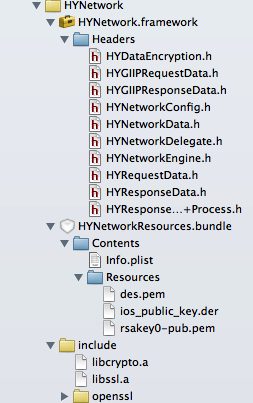 HYNetwork
HYNetwork.framework
Headers
HYDataEncryption.h
HYGIIPRequestData.h
HYGIIPResponseData.h
HYNetworkConfig.h
HYNetworkData.h
HYNetworkDelegate.h
HYNetworkEngine.h
HYRequestData.h
HYResponseData.h
HYResponse...+Process.h
HYNetworkResources.bundle
Contents
Info.plist
Resources
des.pem
ios_public_key.der
rsakey0-pub.pem
include
libcrypto.a
libssl.a
openssl